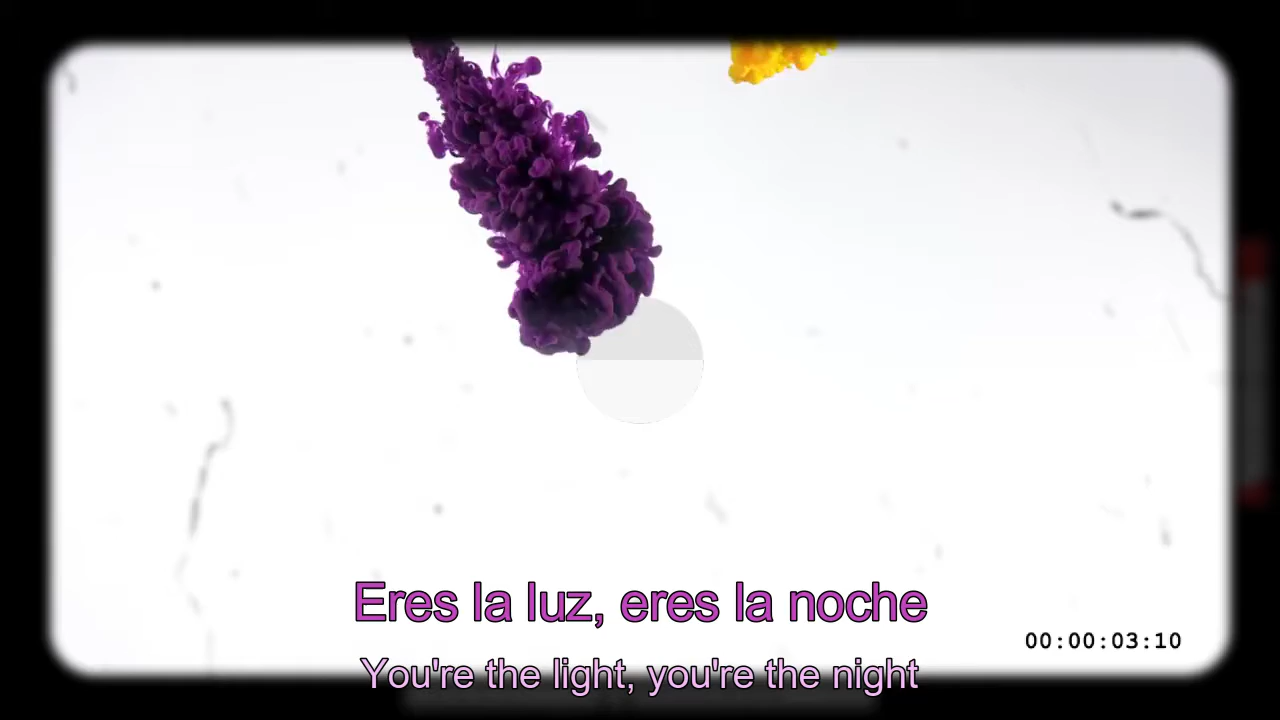 Eres la luz, eres la noche
00:00:03:10
You're the light, you're the night